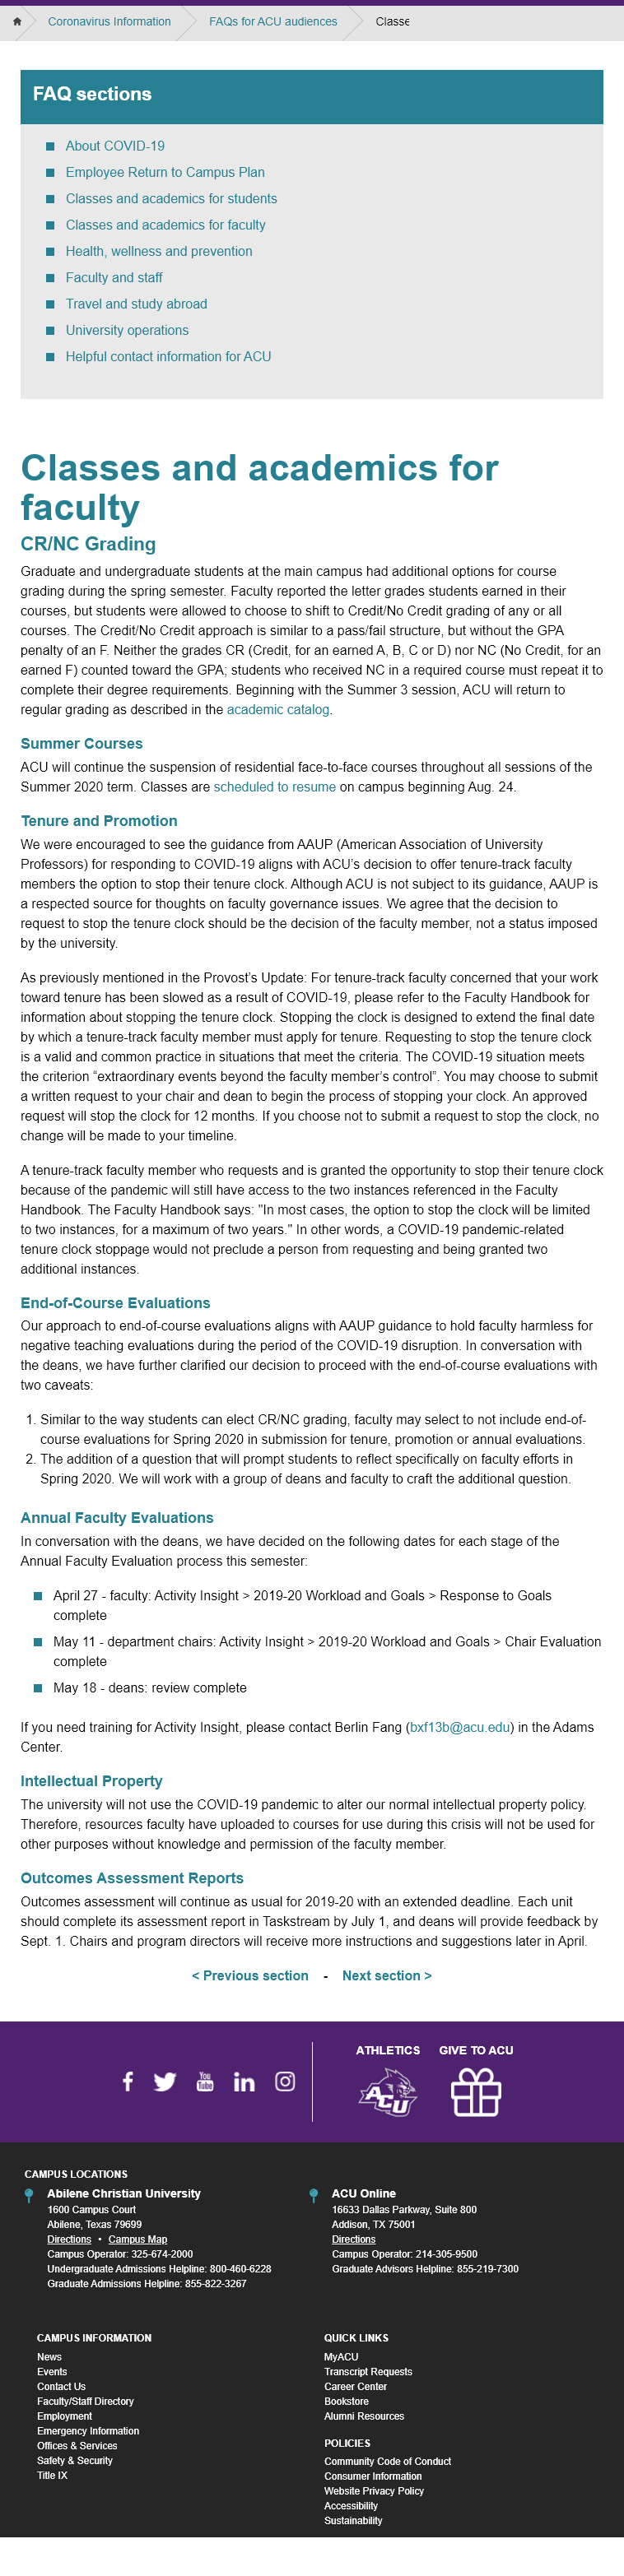 Coronavirus Information
FAQs for ACU audiences
Classe
FAQ sections
About COVID-19
Employee Return to Campus Plan
Classes and academics for students
Classes and academics for faculty
Health, wellness and prevention
Faculty and staff
Travel and study abroad
University operations
Helpful contact information for ACU
Classes and academics for
faculty
CR/NC Grading
Graduate and undergraduate students at the main campus had additional options for course
grading during the spring semester. Faculty reported the letter grades students earned in their
courses, but students were allowed to choose to shift to Credit/No Credit grading of any or all
courses. The Credit/No Credit approach is similar to a pass/fail structure, but without the GPA
penalty of an F. Neither the grades CR (Credit, for an earned A, B, C or D) nor NC (No Credit, for an
earned F) counted toward the GPA; students who received NC in a required course must repeat it to
complete their degree requirements. Beginning with the Summer 3 session, ACU will return to
regular grading as described in the academic catalog.
Summer Courses
ACU will continue the suspension of residential face-to-face courses throughout all sessions of the
Summer 2020 term. Classes are scheduled to resume on campus beginning Aug. 24.
Tenure and Promotion
We were encouraged to see the guidance from AAUP (American Association of University
Professors) for responding to COVID-19 aligns with ACU's decision to offer tenure-track faculty
members the option to stop their tenure clock. Although ACU is not subject to its guidance, AAUP is
a respected source for thoughts on faculty governance issues. We agree that the decision to
request to stop the tenure clock should be the decision of the faculty member, not a status imposed
by the university.
As previously mentioned in the Provost's Update: For tenure-track faculty concerned that your work
toward tenure has been slowed as a result of COVID-19, please refer to the Faculty Handbook for
information about stopping the tenure clock. Stopping the clock is designed to extend the final date
by which a tenure-track faculty member must apply for tenure. Requesting to stop the tenure clock
is a valid and common practice in situations that meet the criteria. The COVID-19 situation meets
the criterion “extraordinary events beyond the faculty member's control”. You may choose to submit
a written request to your chair and dean to begin the process of stopping your clock. An approved
request will stop the clock for 12 months. If you choose not to submit a request to stop the clock, no
change will be made to your timeline.
A tenure-track faculty member who requests and is granted the opportunity to stop their tenure clock
because of the pandemic will still have access to the two instances referenced in the Faculty
Handbook. The Faculty Handbook says: "In most cases, the option to stop the clock will be limited
to two instances, for a maximum of two years." In other words, a COVID-19 pandemic-related
tenure clock stoppage would not preclude a person from requesting and being granted two
additional instances.
End-of-Course Evaluations
Our approach to end-of-course evaluations aligns with AAUP guidance to hold faculty harmless for
negative teaching evaluations during the period of the COVID-19 disruption. In conversation with
the deans, we have further clarified our decision to proceed with the end-of-course evaluations with
two caveats:
1. Similar to the way students can elect CR/NC grading, faculty may select to not include end-of-
course evaluations for Spring 2020 in submission for tenure, promotion or annual evaluations.
2. The addition of a question that will prompt students to reflect specifically on faculty efforts in
Spring 2020. We will work with a group of deans and faculty to craft the additional question.
Annual Faculty Evaluations
In conversation with the deans, we have decided on the following dates for each stage of the
Annual Faculty Evaluation process this semester:
April 27 - faculty: Activity Insight > 2019-20 Workload and Goals > Response to Goals
complete
May 11 - department chairs: Activity Insight > 2019-20 Workload and Goals > Chair Evaluation
complete
May 18 - deans: review complete
If you need training for Activity Insight, please contact Berlin Fang (bxf13b@acu.edu) in the Adams
Center.
Intellectual Property
The university will not use the COVID-19 pandemic to alter our normal intellectual property policy.
Therefore, resources faculty have uploaded to courses for use during this crisis will not be used for
other purposes without knowledge and permission of the faculty member.
Outcomes Assessment Reports
Outcomes assessment will continue as usual for 2019-20 with an extended deadline. Each unit
should complete its assessment report in Taskstream by July 1, and deans will provide feedback by
Sept. 1. Chairs and program directors will receive more instructions and suggestions later in April.
< Previous section - Next section >
You
Tube
ATHLETICS
ACU
GIVE TO ACU
CAMPUS LOCATIONS
Abilene Christian University
1600 Campus Court
Abilene, Texas 79699
Directions • Campus Map
Campus Operator: 325-674-2000
Undergraduate Admissions Helpline: 800-460-6228
Graduate Admissions Helpline: 855-822-3267
ACU Online
16633 Dallas Parkway, Suite 800
Addison, TX 75001
Directions
Campus Operator: 214-305-9500
Graduate Advisors Helpline: 855-219-7300
CAMPUS INFORMATION
News
Events
Contact Us
Faculty/Staff Directory
Employment
Emergency Information
Offices & Services
Safety & Security
Title IX
QUICK LINKS
MyACU
Transcript Requests
Career Center
Bookstore
Alumni Resources
POLICIES
Community Code of Conduct
Consumer Information
Website Privacy Policy
Accessibility
Sustainability